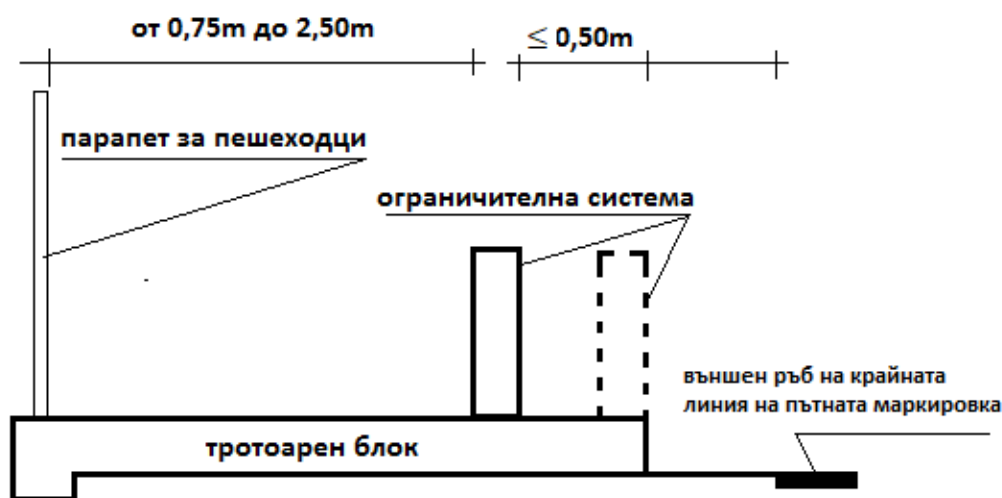 от 0,75m до 2,50m
≤ 0,50m
парапет за пешеходци
ограничителна система
външен ръб на крайната
линия на пътната маркировка
тротоарен блок